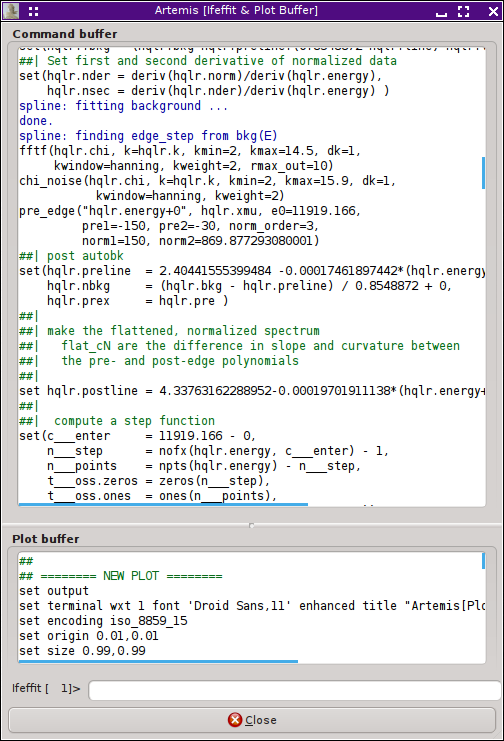 Artemis [Ifeffit & Plot Buffer]
Command buffer
##| Set first and second derivative of normalized data
set(hqlr.nder = deriv(hqlr.norm)/deriv(hqlr.energy),
    hqlr.nsec = deriv(hqlr.nder)/deriv(hqlr.energy) )
spline: fitting background ...
done.
spline: finding edge_step from bkg(E)
fftf(hqlr.chi, k=hqlr.k, kmin=2, kmax=14.5, dk=1,
     kwindow=hanning, kweight=2, rmax_out=10)
chi_noise(hqlr.chi, k=hqlr.k, kmin=2, kmax=15.9, dk=1,
           kwindow=hanning, kweight=2)
pre_edge("hqlr.energy+0", hqlr.xmu, e0=11919.166,
         pre1=-150, pre2=-30, norm_order=3,
         norm1=150, norm2=869.877293080001)
##| post autobk
set(hqlr.preline  = 2.40441555399484 -0.00017461897442*(hqlr.energy
    hqlr.nbkg     = (hqlr.bkg - hqlr.preline) / 0.8548872 + 0,
    hqlr.prex     = hqlr.pre )
##|
##| make the flattened, normalized spectrum
##|   flat_cN are the difference in slope and curvature between
##|   the pre- and post-edge polynomials
##|
set hqlr.postline = 4.33763162288952-0.00019701911138*(hqlr.energy+
##|
##|  compute a step function
set(c___enter     = 11919.166 - 0,
    n___step      = nofx(hqlr.energy, c___enter) - 1,
    n___points    = npts(hqlr.energy) - n___step,
    t___oss.zeros = zeros(n___step),
    t___oss.ones  = ones(n___points),
Plot buffer
##
## ======== NEW PLOT ========
set output
set terminal wxt 1 font 'Droid Sans,11' enhanced title "Artemis[Plo
set encoding iso_8859_15
set origin 0.01,0.01
set size 0.99,0.99
Ifeffit [   1]>
Close